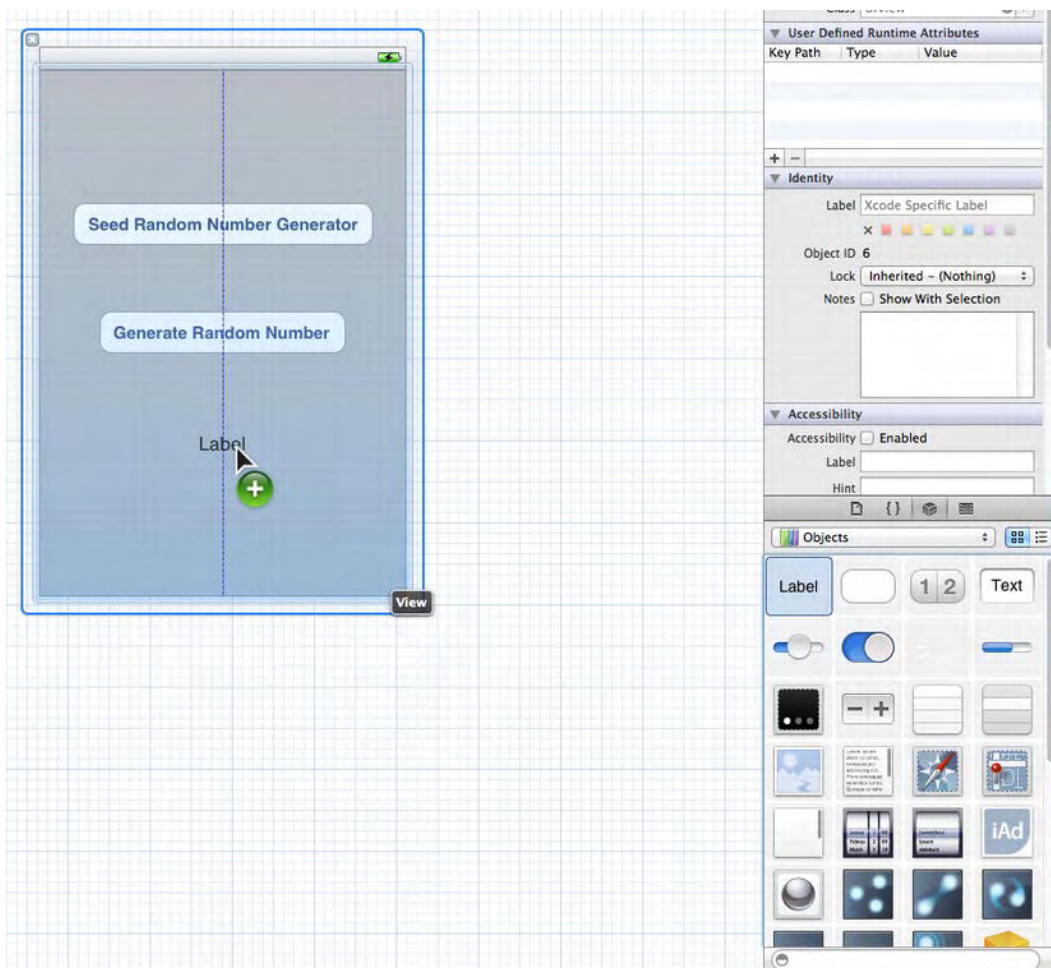 User Defined Runtime Attributes
Key Path Type Value
Identity
Label Xcode Specific Label
Object ID 6
Lock Inherited – (Nothing)
Notes Show With Selection
Accessibility
Accessibility Enabled
Label
Hint
Objects
Label 1 2 Text
iAd
Seed Random Number Generator
Generate Random Number
Label
View